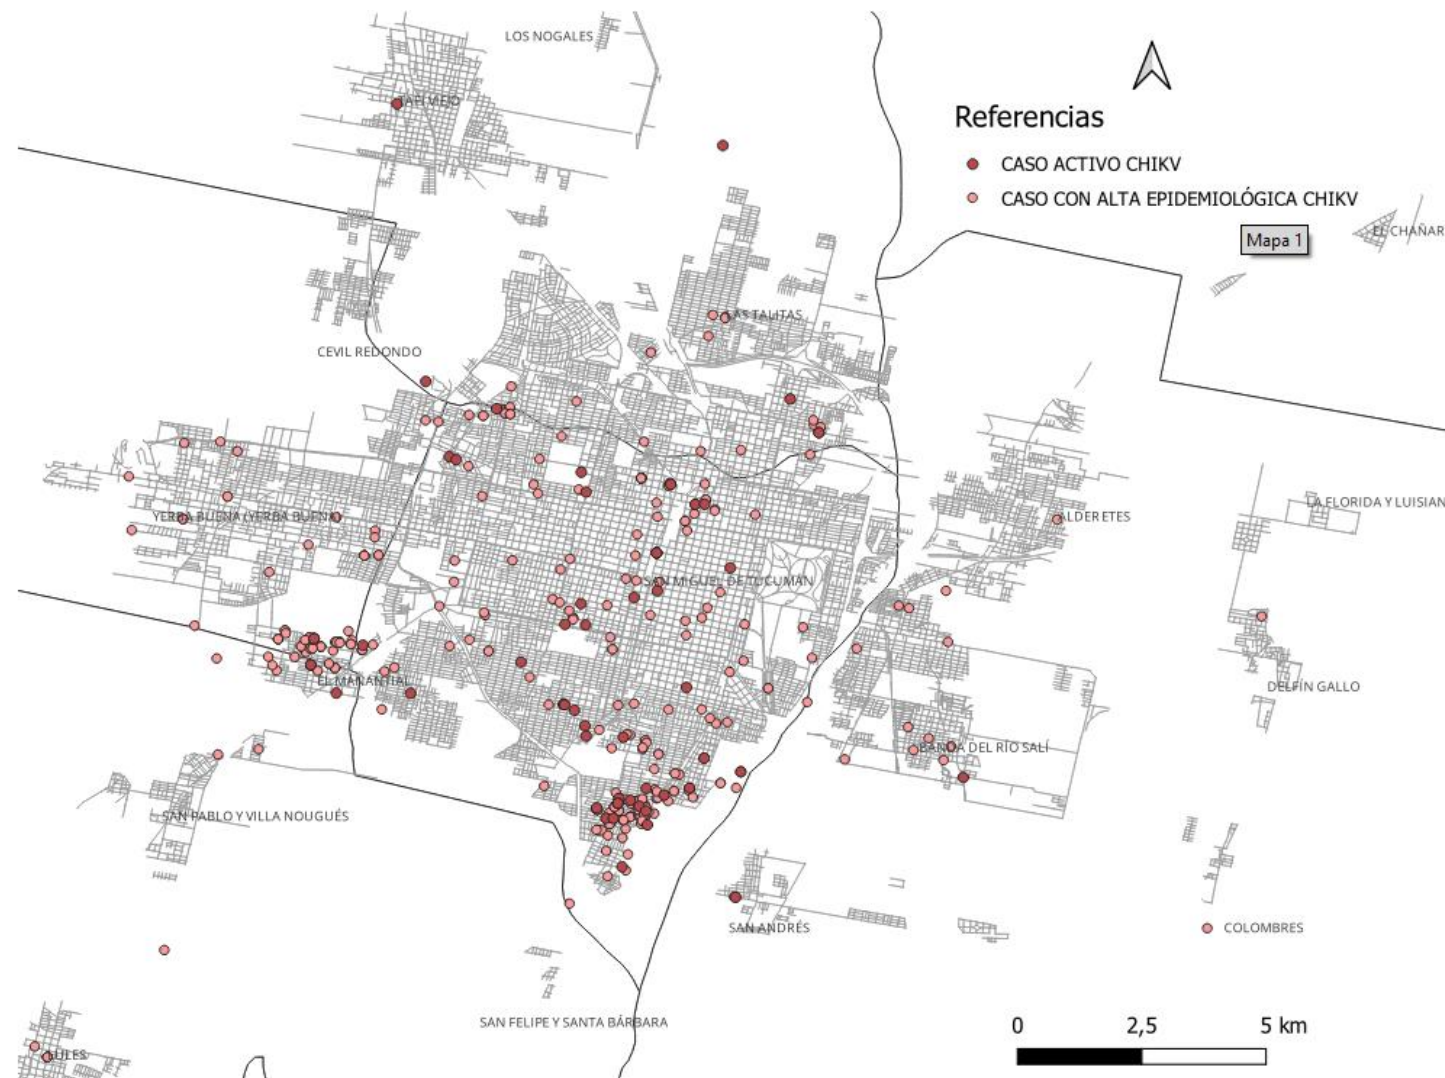 LOS NOGALES
TAFÍ VIEJO
Referencias
CASO ACTIVO CHIKV
CASO CON ALTA EPIDEMIOLÓGICA CHIKV
EL CHAÑAR
Mapa 1
LAS TALITAS
CEVIL REDONDO
LA FLORIDA Y LUISIAN
YERBA BUENA (YERBA BUENA)
ALDERETES
SAN MIGUEL DE TUCUMÁN
EL MANANTIAL
DELFÍN GALLO
BANDA DEL RÍO SALÍ
SAN PABLO Y VILLA NOUGUÉS
SAN ANDRÉS
COLOMBRES
SAN FELIPE Y SANTA BÁRBARA
0 2,5 5 km
LULES